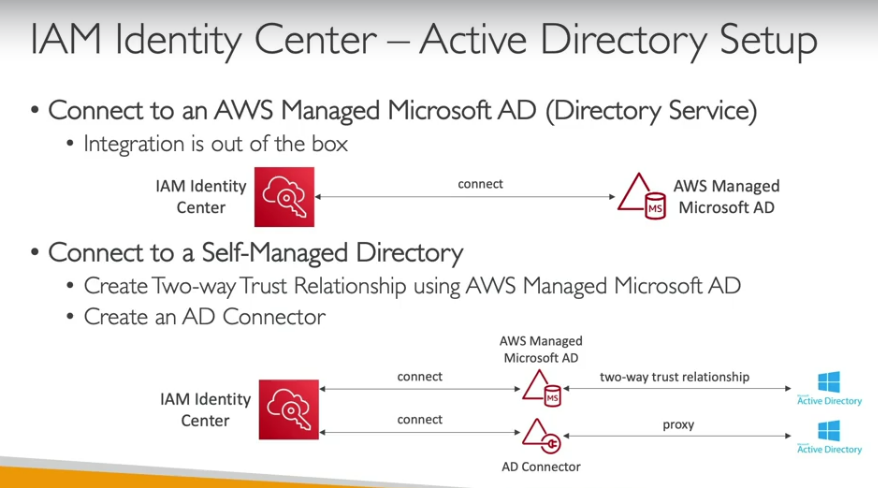 IAM Identity Center – Active Directory Setup
• Connect to an AWS Managed Microsoft AD (Directory Service)
• Integration is out of the box
IAM Identity
Center
connect
MS
AWS Managed
Microsoft AD
• Connect to a Self-Managed Directory
• Create Two-way Trust Relationship using AWS Managed Microsoft AD
• Create an AD Connector
AWS Managed
Microsoft AD
IAM Identity
Center
connect
MS
two-way trust relationship
Microsoft
Active Directory
connect
AD Connector
proxy
Microsoft
Active Directory